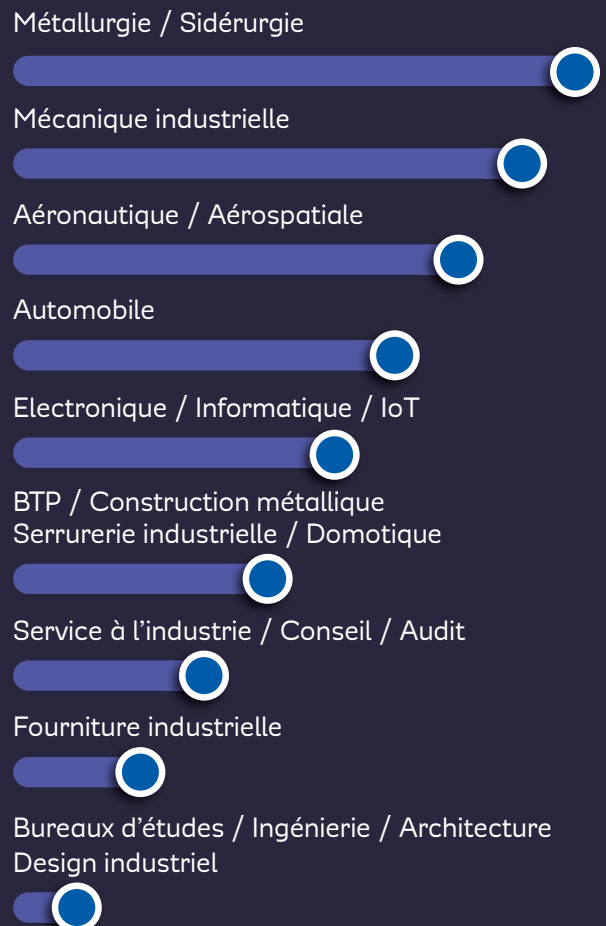 Métallurgie / Sidérurgie
Mécanique industrielle
Aéronautique / Aérospatiale
Automobile
Electronique / Informatique / IoT
BTP / Construction métallique
Serrurerie industrielle / Domotique
Service à l'industrie / Conseil / Audit
Fourniture industrielle
Bureaux d'études / Ingénierie / Architecture
Design industriel